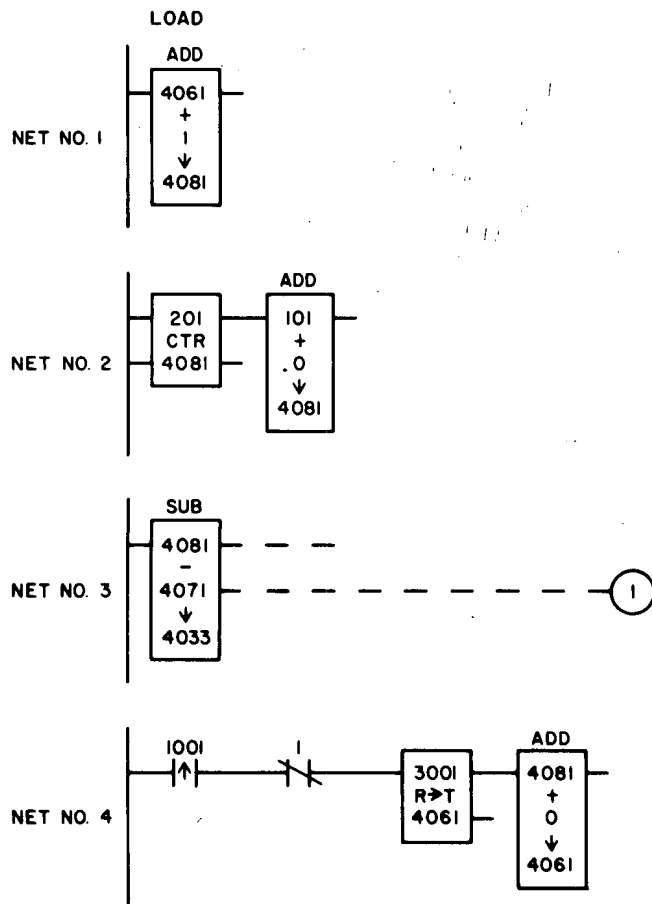 LOAD
ADD
4061
+
1
↓
4081
NET NO. 1
ADD
201
CTR
4081
101
+
.0
↓
4081
NET NO. 2
SUB
4081
-
4071
↓
4033
NET NO. 3
1
1001
↑
1
3001
R→T
4061
ADD
4081
+
0
↓
4061
NET NO. 4